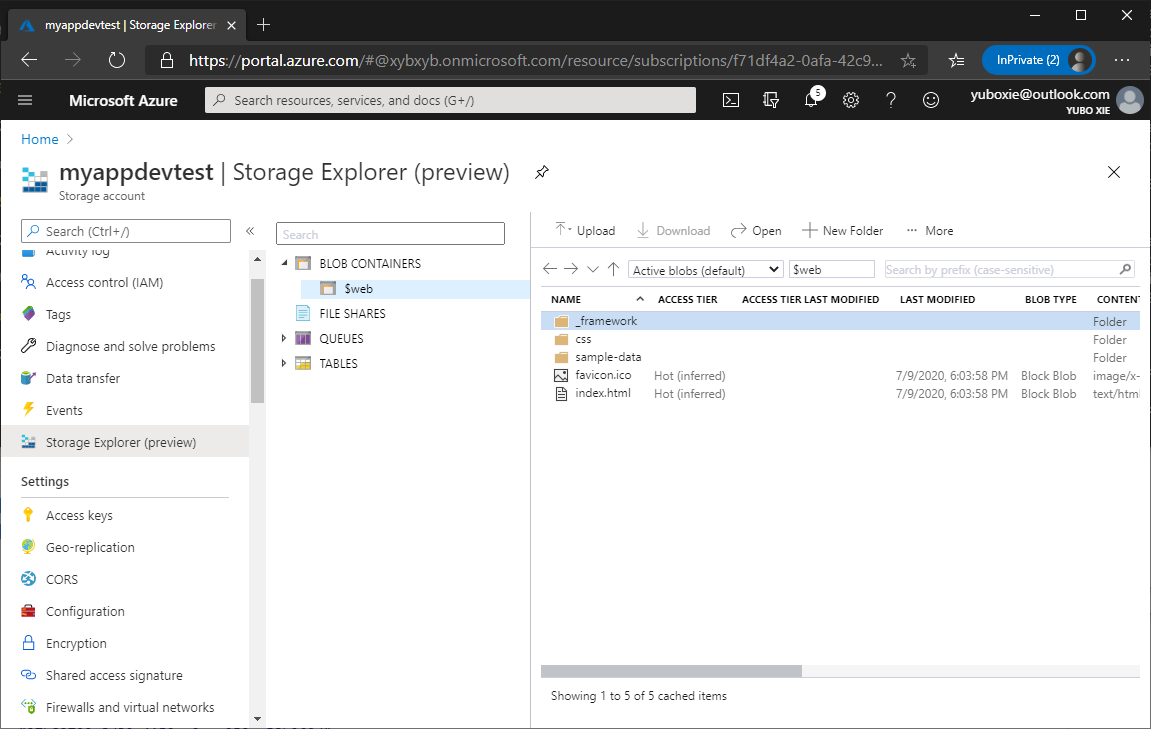 myappdevtest | Storage Explorer
https://portal.azure.com/#@xybxyb.onmicrosoft.com/resource/subscriptions/f71df4a2-0afa-42c9...
InPrivate (2)
Microsoft Azure
Search resources, services, and docs (G+/)
5
yuboxie@outlook.com
YUBO XIE
Home
myappdevtest | Storage Explorer (preview)
Storage account
Search (Ctrl+/)
Activity log
Access control (IAM)
Tags
Diagnose and solve problems
Data transfer
Events
Storage Explorer (preview)
Settings
Access keys
Geo-replication
CORS
Configuration
Encryption
Shared access signature
Firewalls and virtual networks
Search
BLOB CONTAINERS
$web
FILE SHARES
QUEUES
TABLES
Upload Download Open New Folder More
Active blobs (default) $web Search by prefix (case-sensitive)
NAME ACCESS TIER ACCESS TIER LAST MODIFIED LAST MODIFIED BLOB TYPE CONTENT
_framework Folder
css Folder
sample-data Folder
favicon.ico Hot (inferred) 7/9/2020, 6:03:58 PM Block Blob image/x-
index.html Hot (inferred) 7/9/2020, 6:03:58 PM Block Blob text/html
Showing 1 to 5 of 5 cached items